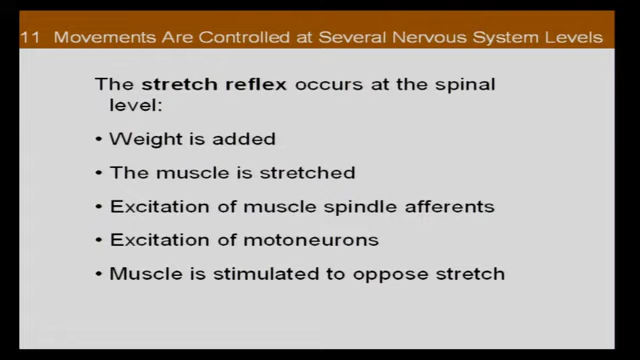 11 Movements Are Controlled at Several Nervous System Levels
The stretch reflex occurs at the spinal
level:
• Weight is added
• The muscle is stretched
• Excitation of muscle spindle afferents
• Excitation of motoneurons
• Muscle is stimulated to oppose stretch